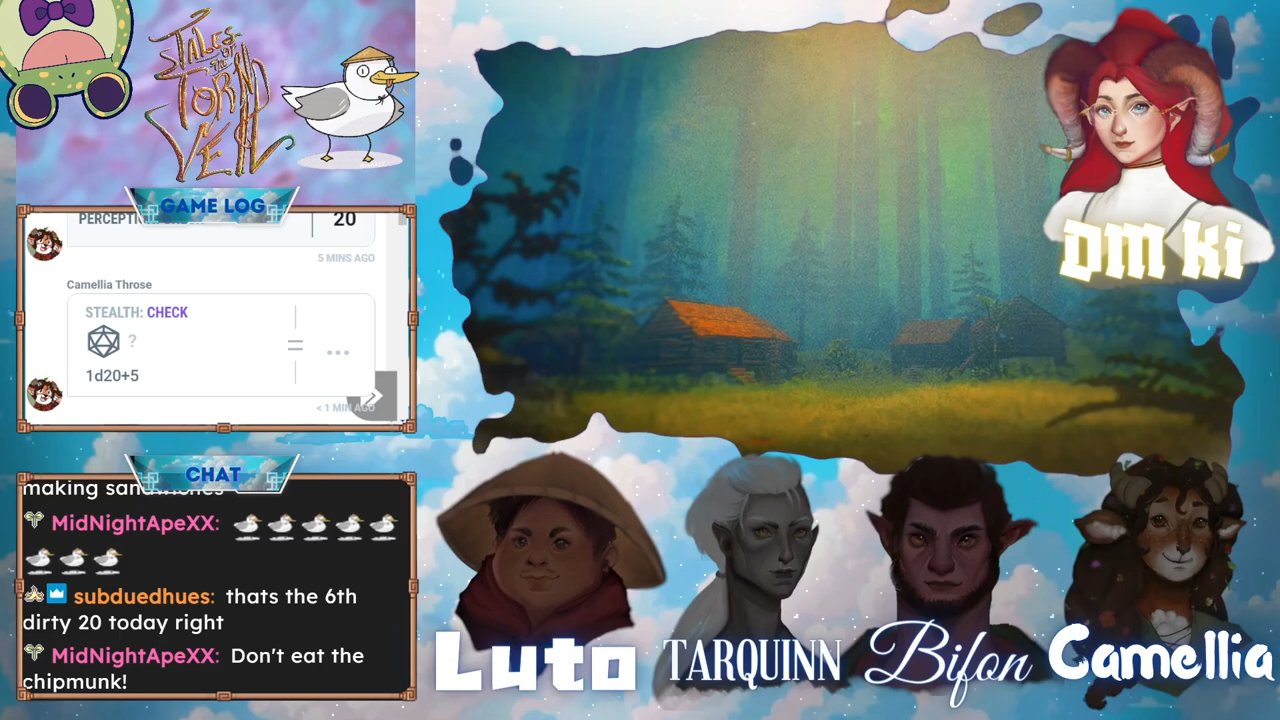 TALES
OF THE
TORN
VEIL
GAME LOG
20
5 MINS AGO
Camellia Throse
STEALTH: CHECK
?
=
...
1d20+5
< 1 MIN AGO
CHAT
making sandwiches
MidNightApeXX:
subduedhues: thats the 6th
dirty 20 today right
MidNightApeXX: Don't eat the
chipmunk!
DM Ki
Luto
TARQUINN
Bifon
Camellia